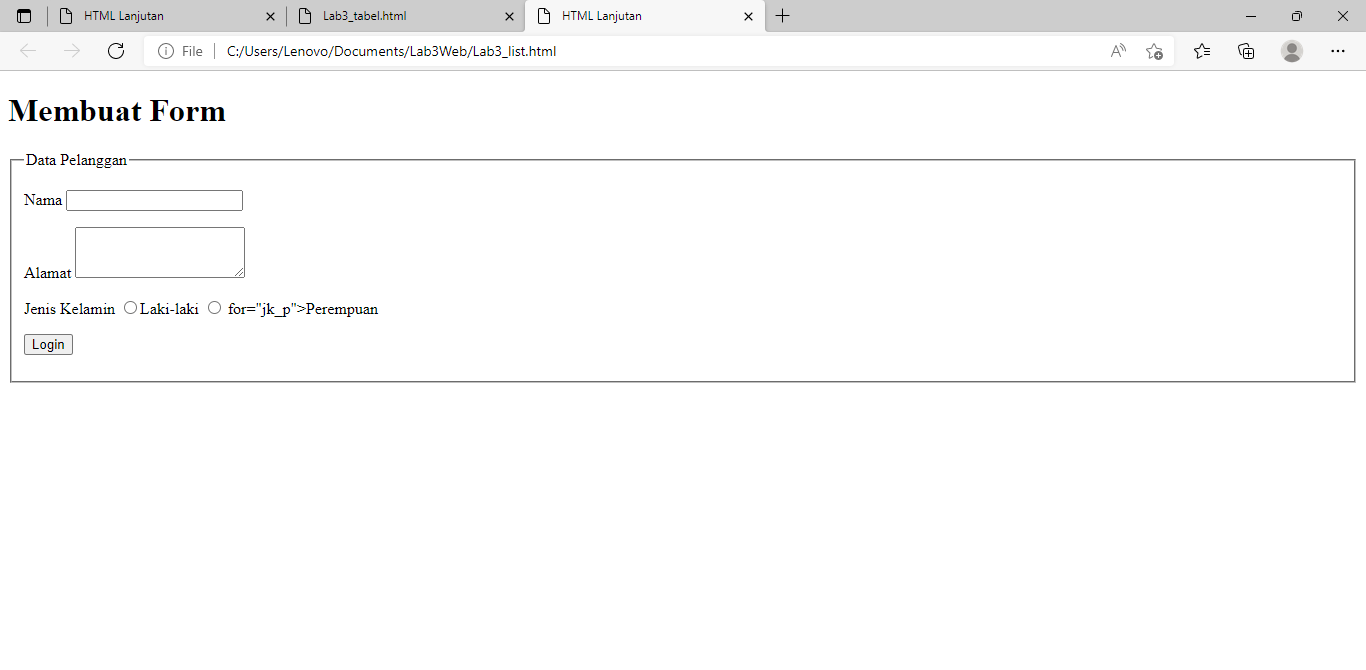 HTML Lanjutan Lab3_tabel.html HTML Lanjutan
File C:/Users/Lenovo/Documents/Lab3Web/Lab3_list.html
Membuat Form
Data Pelanggan
Nama
Alamat
Jenis Kelamin Laki-laki for="jk_p">Perempuan
Login